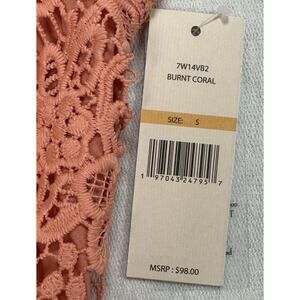 7W14VB2
BURNT CORAL
SIZE: S
1 97043 24795 7
MSRP : $98.00